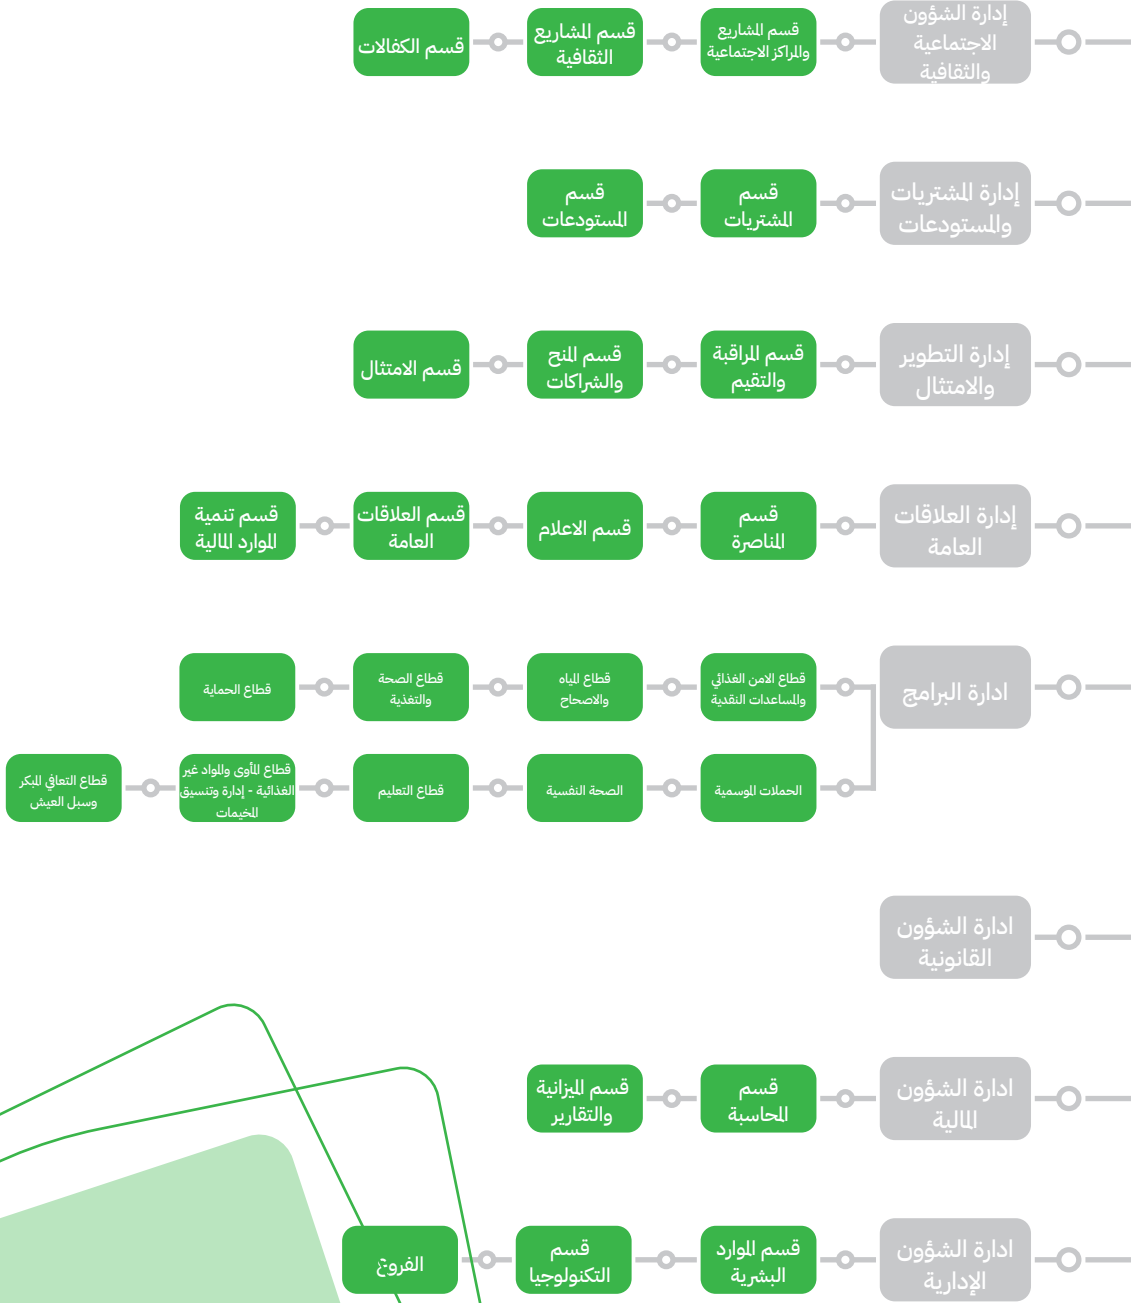 إدارة الشؤون
الاجتماعية
والثقافية
قسم المشاريع
والمراكز الاجتماعية
قسم المشاريع
الثقافية
قسم الكفالات
إدارة المشتريات
والمستودعات
قسم
المشتريات
قسم
المستودعات
إدارة التطوير
والامتثال
قسم المراقبة
والتقيم
قسم المنح
والشراكات
قسم الامتثال
إدارة العلاقات
العامة
قسم
المناصرة
قسم الاعلام
قسم العلاقات
العامة
قسم تنمية
الموارد المالية
ادارة البرامج
قطاع الامن الغذائي
والمساعدات النقدية
قطاع المياه
والاصحاح
قطاع الصحة
والتغذية
قطاع الحماية
الحملات الموسمية
الصحة النفسية
قطاع التعليم
قطاع المأوى والمواد غير
الغذائية - إدارة وتنسيق
المخيمات
قطاع التعافي المبكر
وسبل العيش
ادارة الشؤون
القانونية
ادارة الشؤون
المالية
قسم
المحاسبة
قسم الميزانية
والتقارير
ادارة الشؤون
الإدارية
قسم الموارد
البشرية
قسم
التكنولوجيا
الفروع